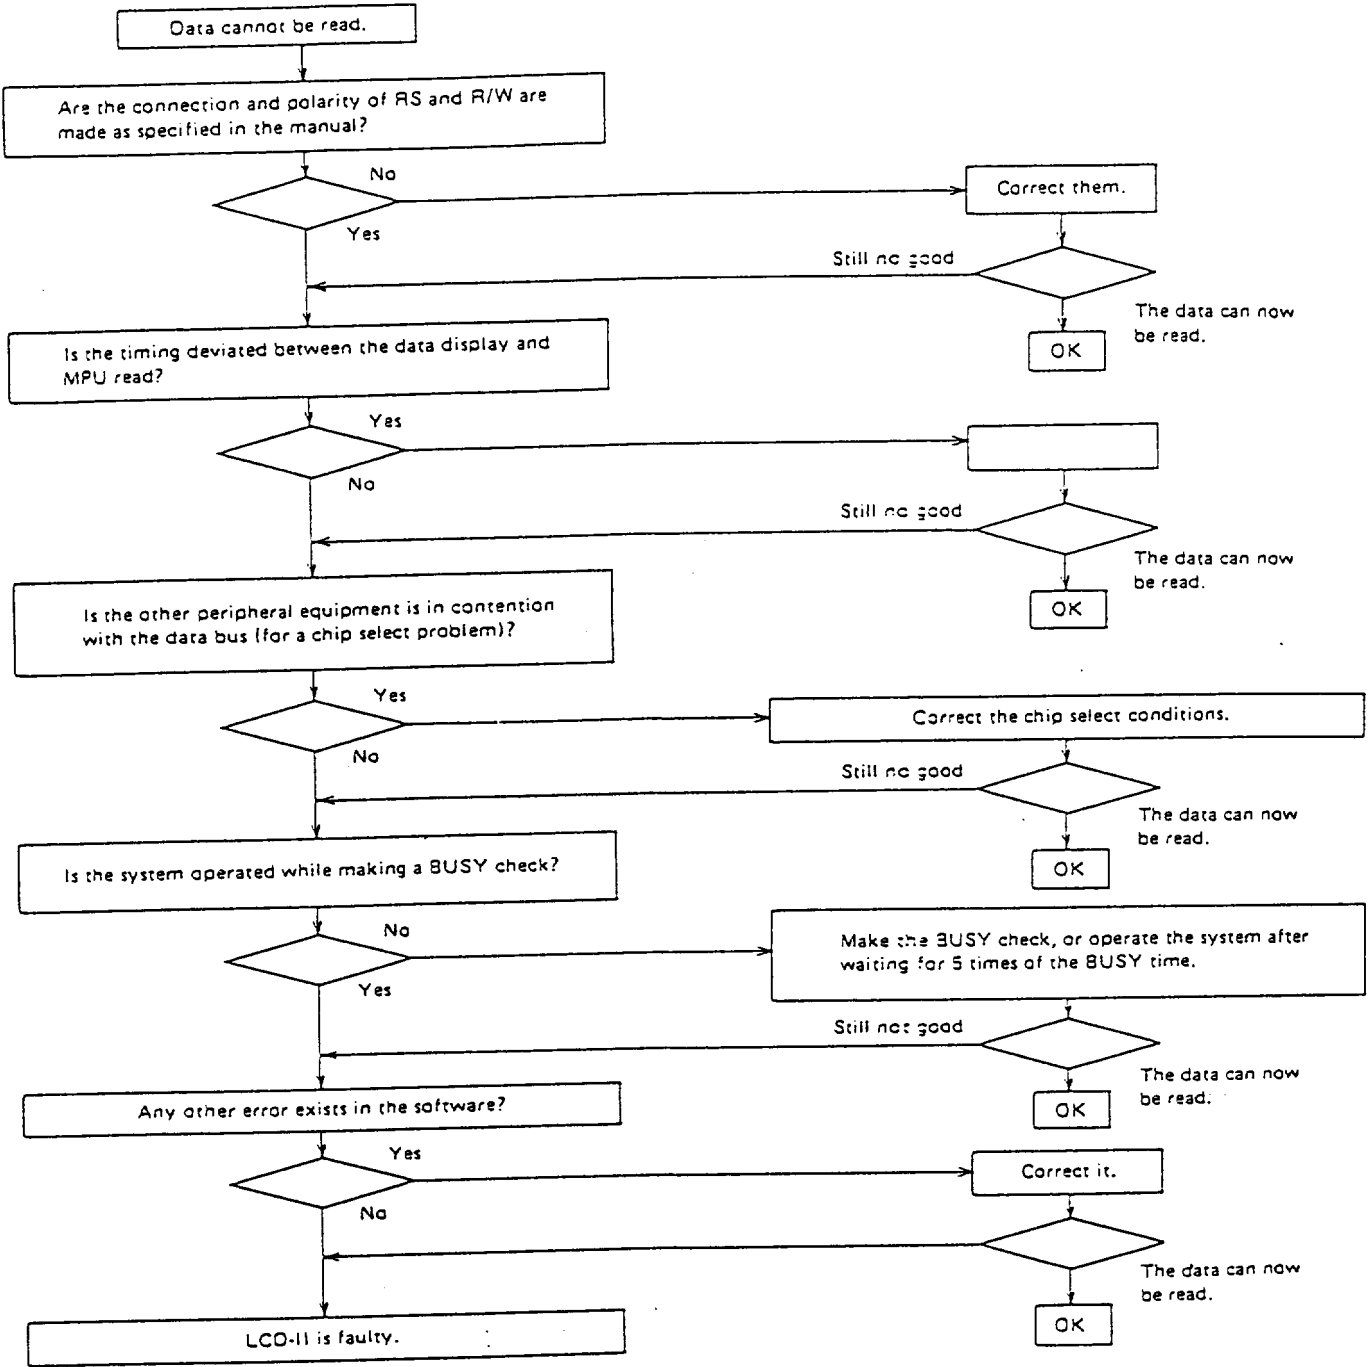 Data cannot be read.
Are the connection and polarity of RS and R/W are
made as specified in the manual?
No
Correct them.
Yes
Still no good
The data can now
be read.
OK
Is the timing deviated between the data display and
MPU read?
Yes
No
Still no good
The data can now
be read.
OK
Is the other peripheral equipment is in contention
with the data bus (for a chip select problem)?
Yes
Correct the chip select conditions.
No
Still no good
The data can now
be read.
OK
Is the system operated while making a BUSY check?
No
Make the BUSY check, or operate the system after
waiting for 5 times of the BUSY time.
Yes
Still not good
The data can now
be read.
OK
Any other error exists in the software?
Yes
Correct it.
No
The data can now
be read.
OK
LCD-II is faulty.